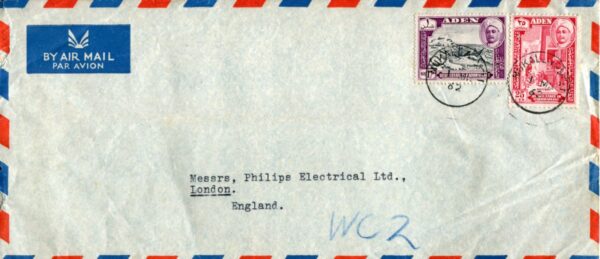 BY AIR MAIL
PAR AVION
ADEN
ADEN
Messrs, Philips Electrical Ltd.,
London.
England.
WC2